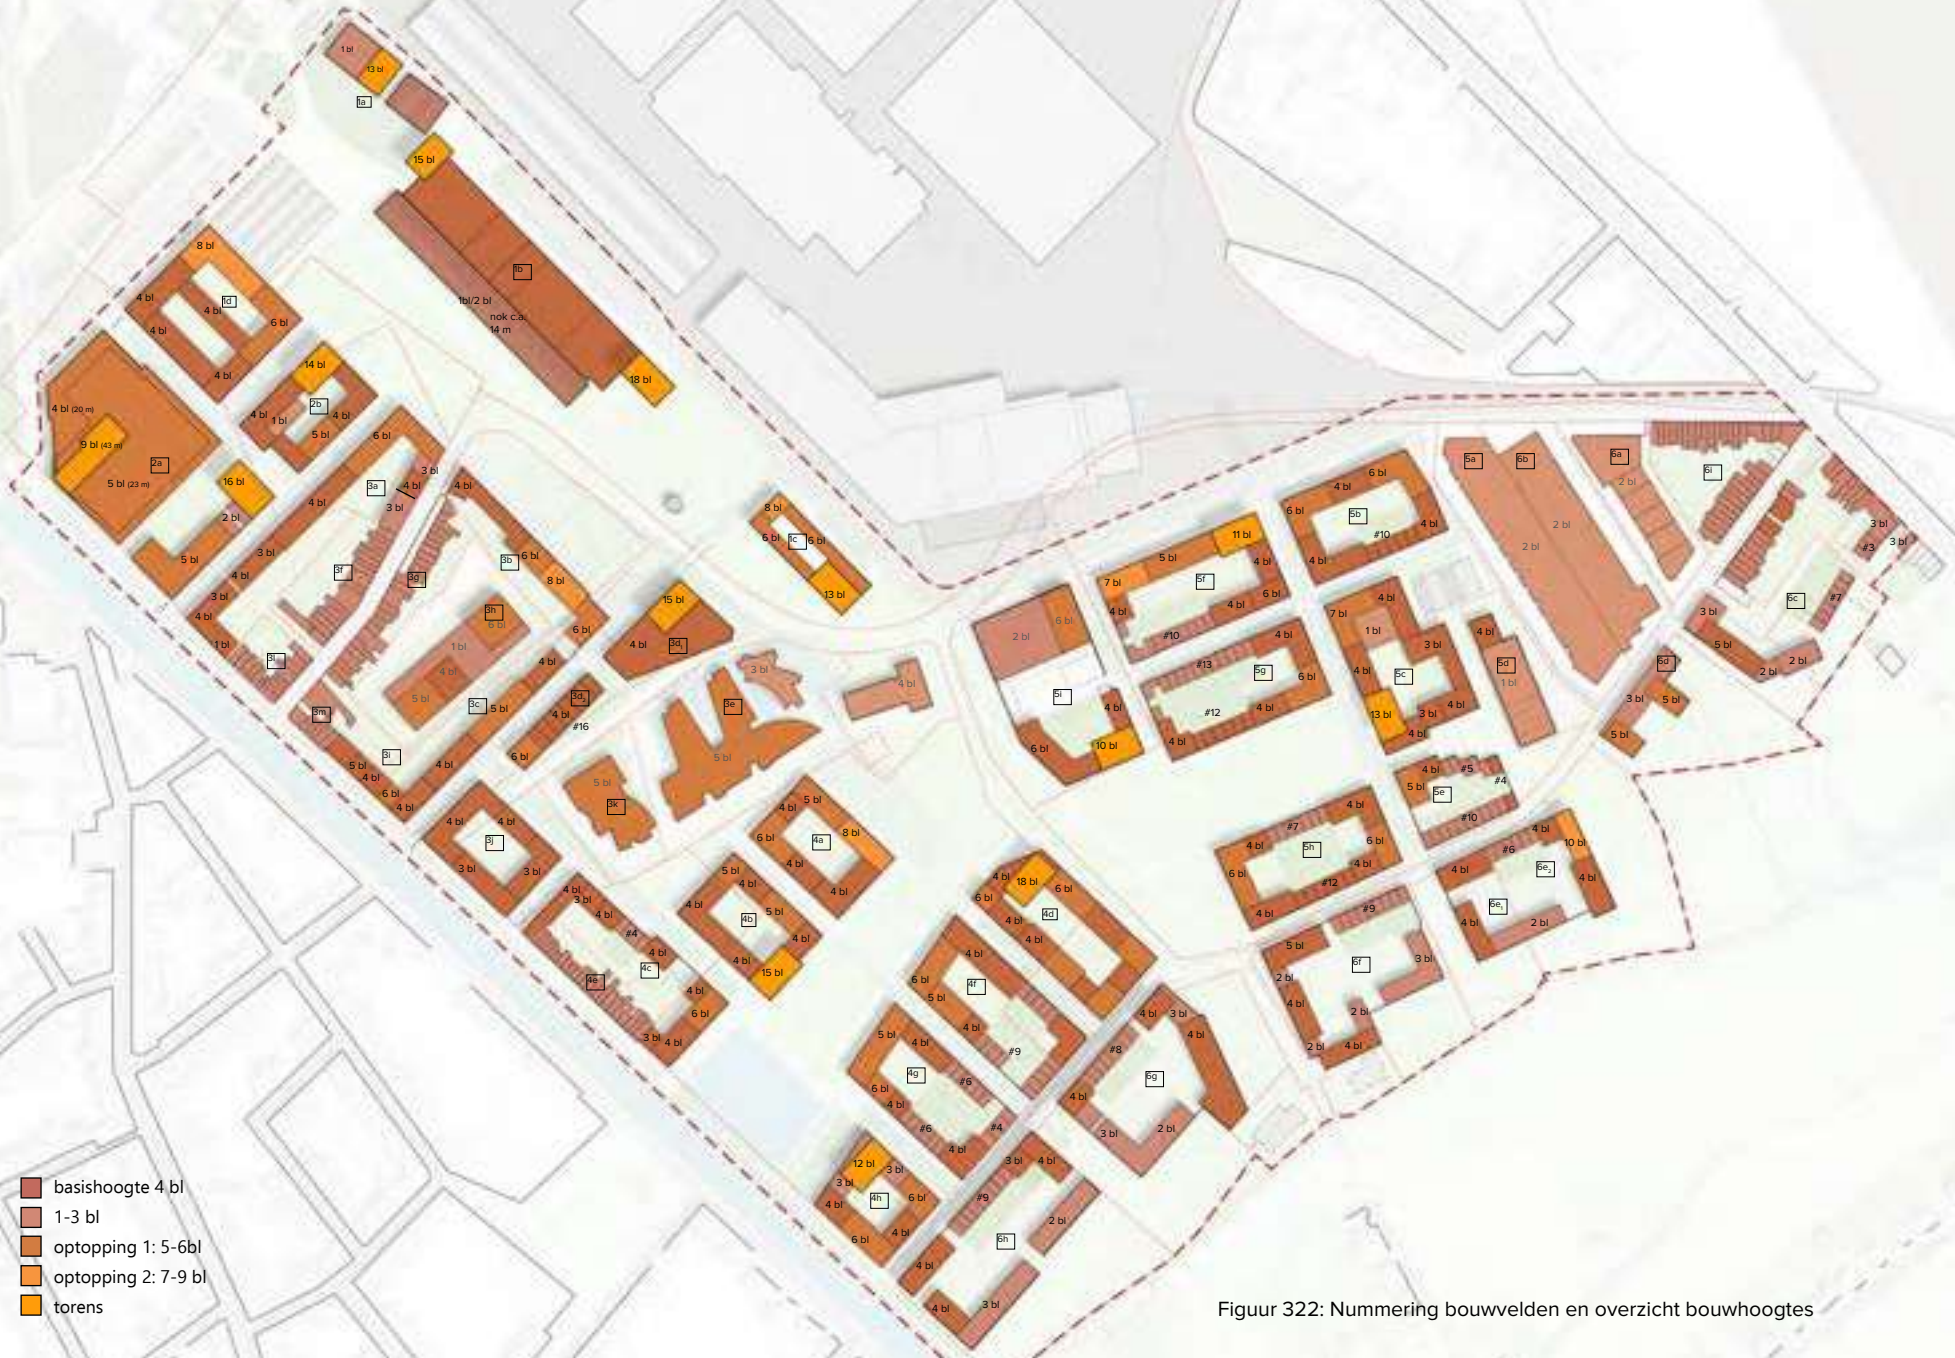 1 bl
13 bl
1a
15 bl
1b
1bl/2 bl
nok c.a.
14 m
18 bl
8 bl
4 bl
1d
4 bl
6 bl
4 bl
4 bl
14 bl
2b
4 bl
1 bl
4 bl
5 bl
4 bl (20 m)
9 bl (43 m)
2a
5 bl (23 m)
16 bl
2 bl
5 bl
6 bl
3 bl
3a
4 bl
3 bl
4 bl
4 bl
3 bl
4 bl
3f
3g
3 bl
4 bl
1 bl
3l
3b
6 bl
8 bl
3h
6 bl
6 bl
1 bl
4 bl
5 bl
3c
5 bl
4 bl
3m
3i
5 bl
4 bl
6 bl
4 bl
4 bl
8 bl
6 bl
1c
6 bl
13 bl
15 bl
4 bl
3d1
3d2
4 bl
#16
6 bl
3 bl
3e
5 bl
4 bl
5 bl
3k
4 bl
4 bl
3j
3 bl
3 bl
5 bl
4 bl
8 bl
6 bl
4a
4 bl
4 bl
5 bl
4 bl
4 bl
5 bl
4b
4 bl
4 bl
15 bl
4 bl
3 bl
4 bl
#4
4 bl
4c
4e
4 bl
6 bl
3 bl
4 bl
4 bl
18 bl
6 bl
6 bl
4d
4 bl
4 bl
4 bl
6 bl
4f
5 bl
4 bl
#9
5 bl
4 bl
4g
#6
6 bl
4 bl
#6
#4
4 bl
12 bl
3 bl
3 bl
4h
6 bl
4 bl
4 bl
6 bl
6 bl
4 bl
6 bl
5b
#10
4 bl
4 bl
11 bl
5 bl
4 bl
7 bl
5f
4 bl
4 bl
6 bl
#10
2 bl
6 bl
5i
4 bl
6 bl
10 bl
4 bl
#13
5g
6 bl
#12
4 bl
4 bl
4 bl
7 bl
1 bl
3 bl
4 bl
5c
13 bl
3 bl
4 bl
4 bl
4 bl
5d
1 bl
4 bl
#5
#4
5 bl
5e
#10
4 bl
#7
4 bl
5h
6 bl
4 bl
6 bl
#12
4 bl
5a
6b
2 bl
2 bl
6a
2 bl
6i
3 bl
3 bl
#3
6c
#7
3 bl
5 bl
2 bl
2 bl
6d
3 bl
5 bl
5 bl
4 bl
10 bl
#6
4 bl
6e2
4 bl
6e1
4 bl
2 bl
#9
5 bl
6f
3 bl
2 bl
4 bl
2 bl
2 bl
4 bl
4 bl
3 bl
4 bl
#8
6g
4 bl
3 bl
2 bl
3 bl
4 bl
#9
2 bl
6h
4 bl
4 bl
3 bl
basishoogte 4 bl
1-3 bl
optopping 1: 5-6bl
optopping 2: 7-9 bl
torens
Figuur 322: Nummering bouwvelden en overzicht bouwhoogtes